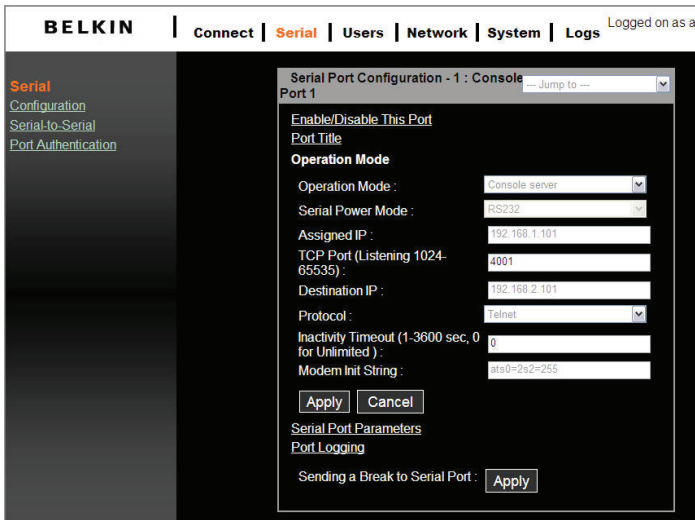 BELKIN | Connect | Serial | Users | Network | System | Logs Logged on as a
Serial
Configuration
Serial-to-Serial
Port Authentication
Serial Port Configuration - 1 : Console
Port 1
--- Jump to ---
Enable/Disable This Port
Port Title
Operation Mode
Operation Mode : Console server
Serial Power Mode : RS232
Assigned IP : 192.168.1.101
TCP Port (Listening 1024-
65535) : 4001
Destination IP : 192.168.2.101
Protocol : Telnet
Inactivity Timeout (1-3600 sec, 0
for Unlimited ) : 0
Modem Init String : ats0=2s2=255
Apply Cancel
Serial Port Parameters
Port Logging
Sending a Break to Serial Port : Apply